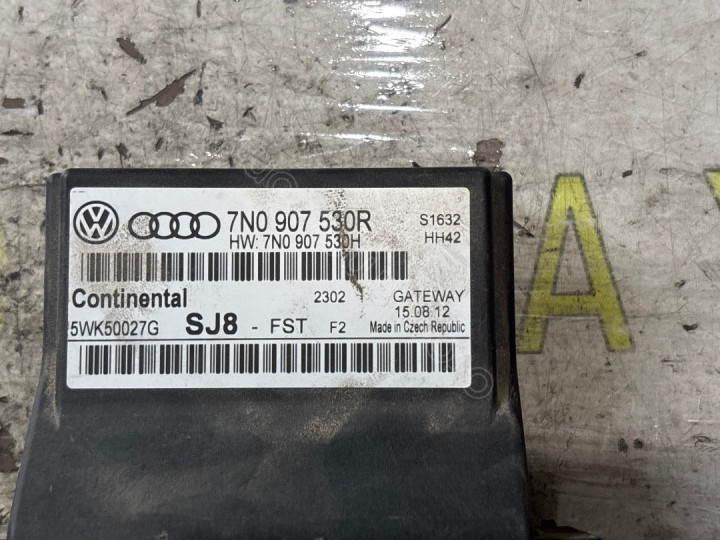 7N0 907 530R
HW: 7N0 907 530H
S1632
HH42
Continental 2302 GATEWAY
15.08.12
5WK50027G SJ8 - FST F2 Made in Czech Republic
A